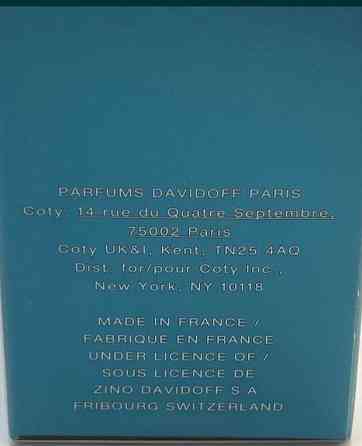 PARFUMS DAVIDOFF PARIS
Coty. 14 rue du Quatre Septembre,
75002 Paris
Coty UK&I, Kent, TN25 4AQ
Dist. for/pour Coty Inc.,
New York, NY 10118
MADE IN FRANCE /
FABRIQUÉ EN FRANCE
UNDER LICENCE OF /
SOUS LICENCE DE
ZINO DAVIDOFF S A
FRIBOURG SWITZERLAND